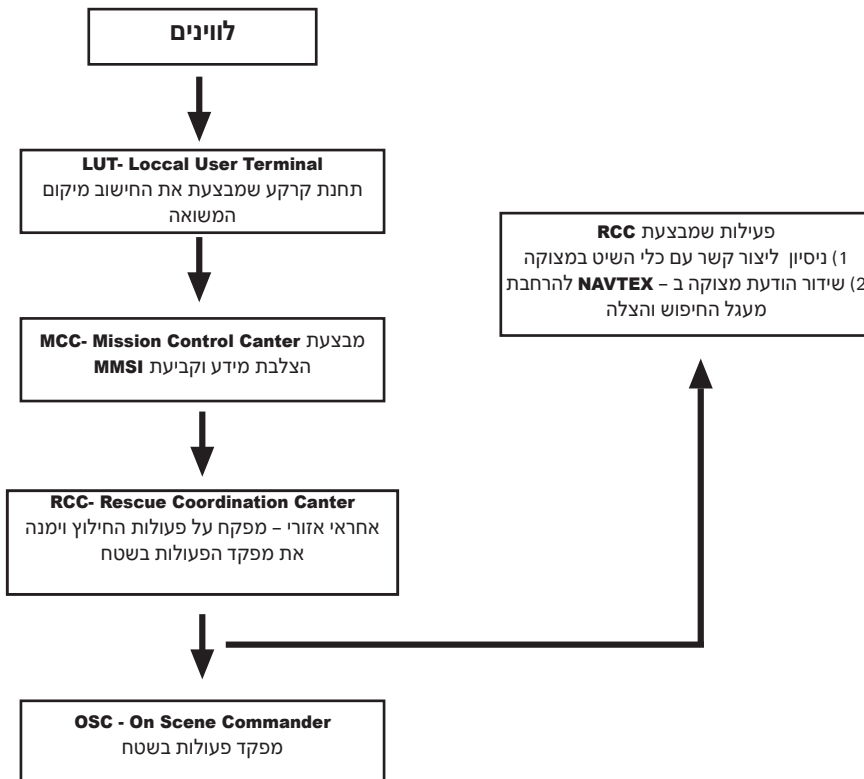 לווינים
LUT- Loccal User Terminal
תחנת קרקע שמבצעת את החישוב מיקום
המשואה
MCC- Mission Control Canter מבצעת
הצלבת מידע וקביעת MMSI
RCC- Rescue Coordination Canter
אחראי אזורי – מפקח על פעולות החילוץ וימנה
את מפקד הפעולות בשטח
OSC - On Scene Commander
מפקד פעולות בשטח
פעילות שמבצעת RCC
1) ניסיון ליצור קשר עם כלי השיט במצוקה
2) שידור הודעת מצוקה ב – NAVTEX להרחבת
מעגל החיפוש והצלה